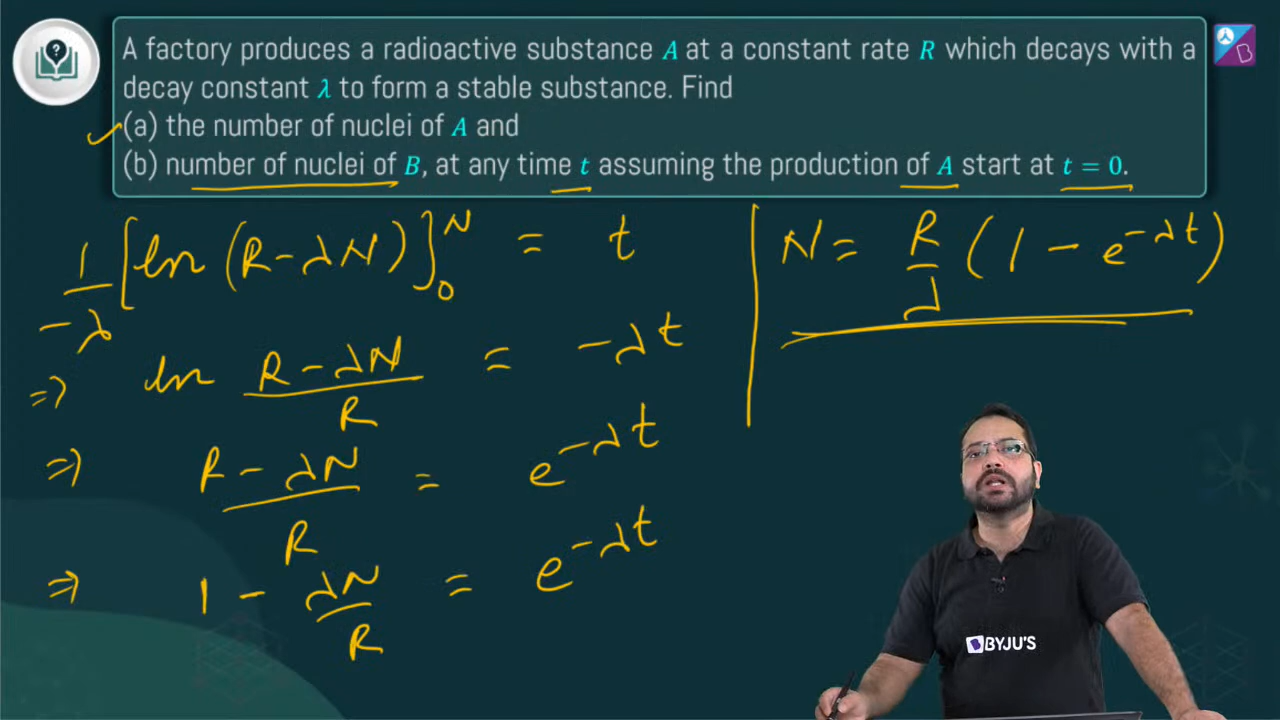 A factory produces a radioactive substance A at a constant rate R which decays with a
decay constant λ to form a stable substance. Find
(a) the number of nuclei of A and
(b) number of nuclei of B, at any time t assuming the production of A start at t = 0.
1/-λ [ln (R-λN)]₀ᴺ = t
⇒ ln (R-λN)/R = -λt
⇒ (R-λN)/R = e^(-λt)
⇒ 1 - λN/R = e^(-λt)
N = R/λ (1 - e^(-λt))
BYJU'S
B
?